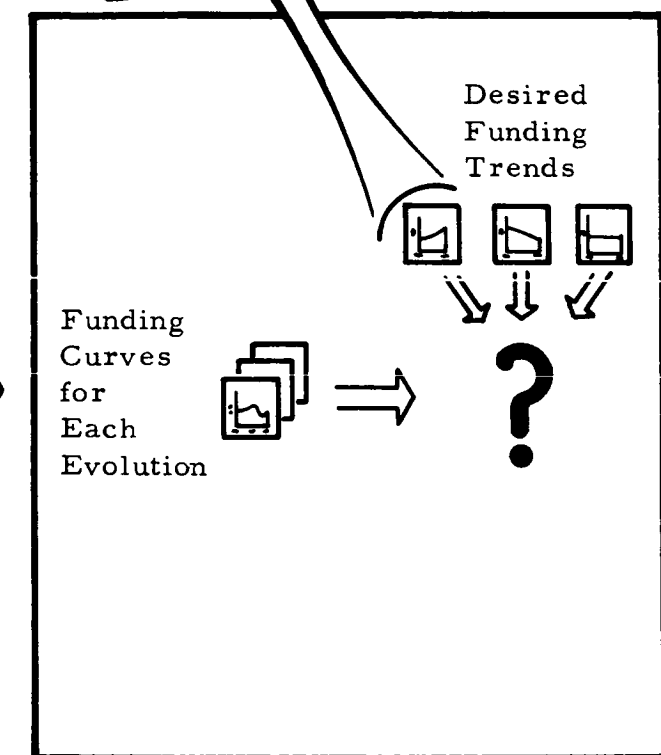 Desired
Funding
Trends
Funding
Curves
for
Each
Evolution
?